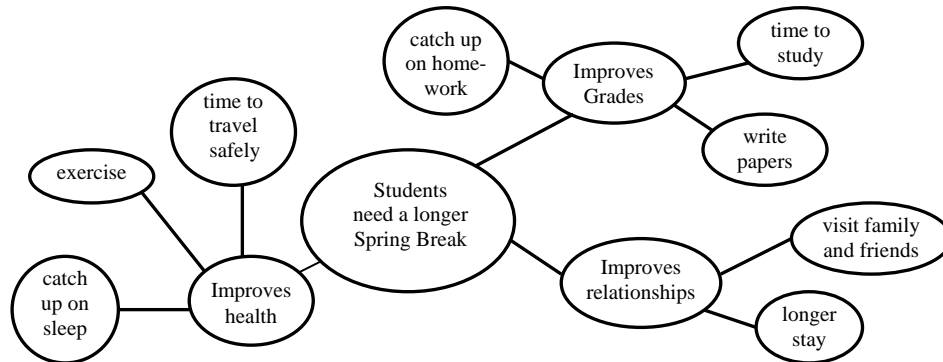 catch up
on home-
work
Improves
Grades
time to
study
write
papers
time to
travel
safely
exercise
Students
need a longer
Spring Break
visit family
and friends
Improves
relationships
longer
stay
Improves
health
catch
up on
sleep